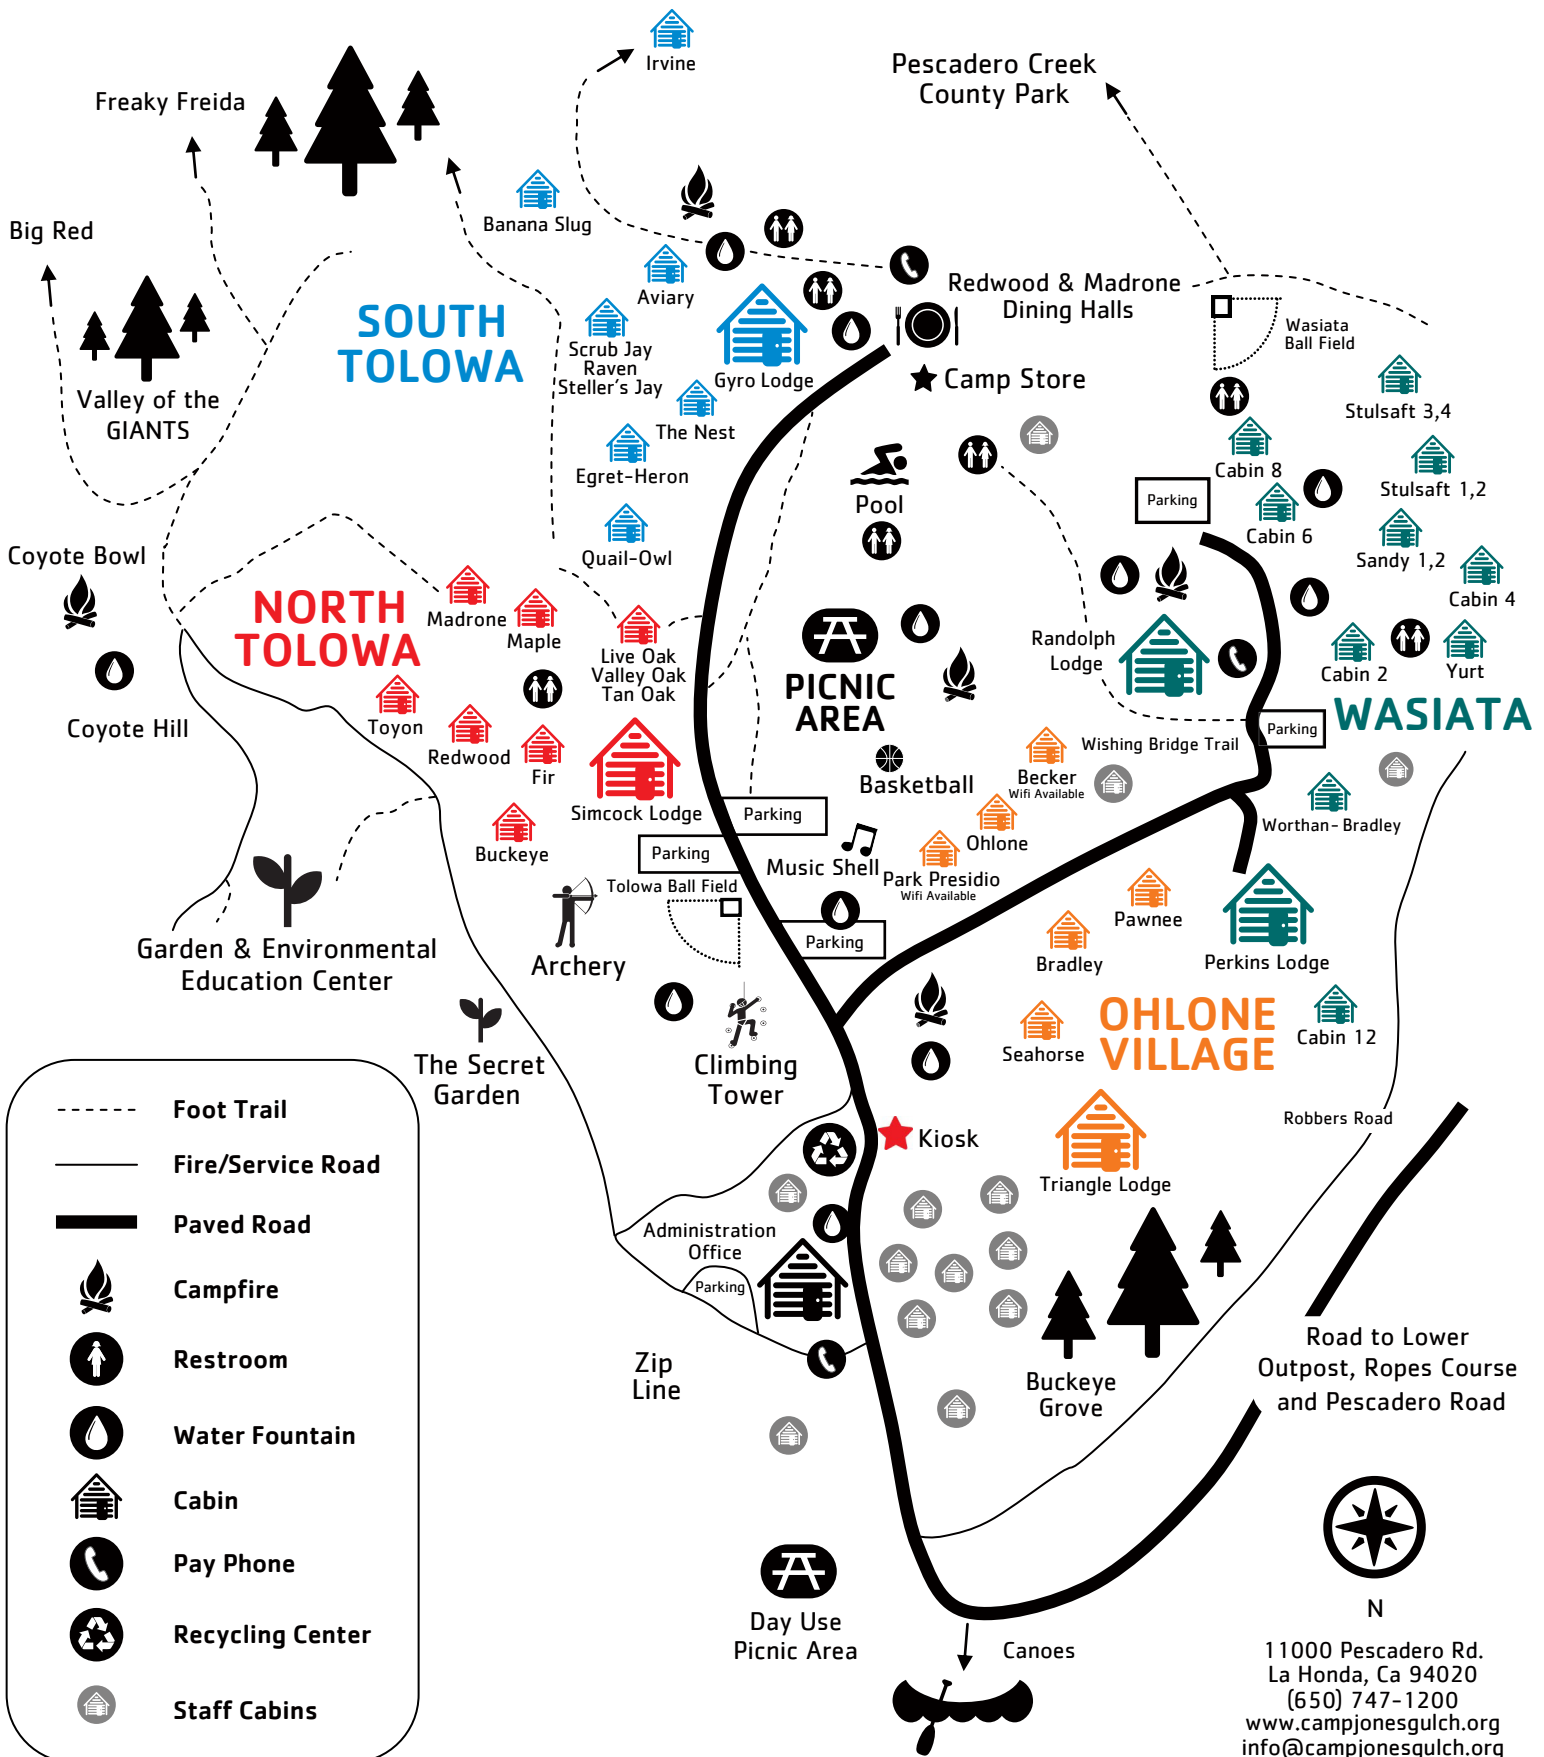 Irvine
Pescadero Creek
County Park
Freaky Freida
Banana Slug
Big Red
Aviary
Redwood & Madrone
Dining Halls
Wasiata
Ball Field
SOUTH
TOLOWA
Scrub Jay
Raven
Steller's Jay
Gyro Lodge
Camp Store
Valley of the
GIANTS
The Nest
Stulsaft 3,4
Egret-Heron
Cabin 8
Stulsaft 1,2
Pool
Parking
Cabin 6
Quail-Owl
Sandy 1,2
Coyote Bowl
Cabin 4
NORTH
TOLOWA
Madrone
Maple
Live Oak
Valley Oak
Tan Oak
Randolph
Lodge
Cabin 2
Yurt
PICNIC
AREA
Coyote Hill
Toyon
Redwood
Fir
WASIATA
Parking
Wishing Bridge Trail
Becker
Wifi Available
Basketball
Simcock Lodge
Parking
Worthan-Bradley
Buckeye
Ohlone
Parking
Music Shell
Park Presidio
Wifi Available
Tolowa Ball Field
Pawnee
Garden & Environmental
Education Center
Archery
Parking
Bradley
Perkins Lodge
OHLONE
VILLAGE
Seahorse
Cabin 12
The Secret
Garden
Climbing
Tower
Robbers Road
Kiosk
Triangle Lodge
Administration
Office
Parking
Zip
Line
Buckeye
Grove
Road to Lower
Outpost, Ropes Course
and Pescadero Road
Day Use
Picnic Area
Canoes
Foot Trail
Fire/Service Road
Paved Road
Campfire
Restroom
Water Fountain
Cabin
Pay Phone
Recycling Center
Staff Cabins
N
11000 Pescadero Rd.
La Honda, Ca 94020
(650) 747-1200
www.campjonesgulch.org
info@campjonesgulch.org